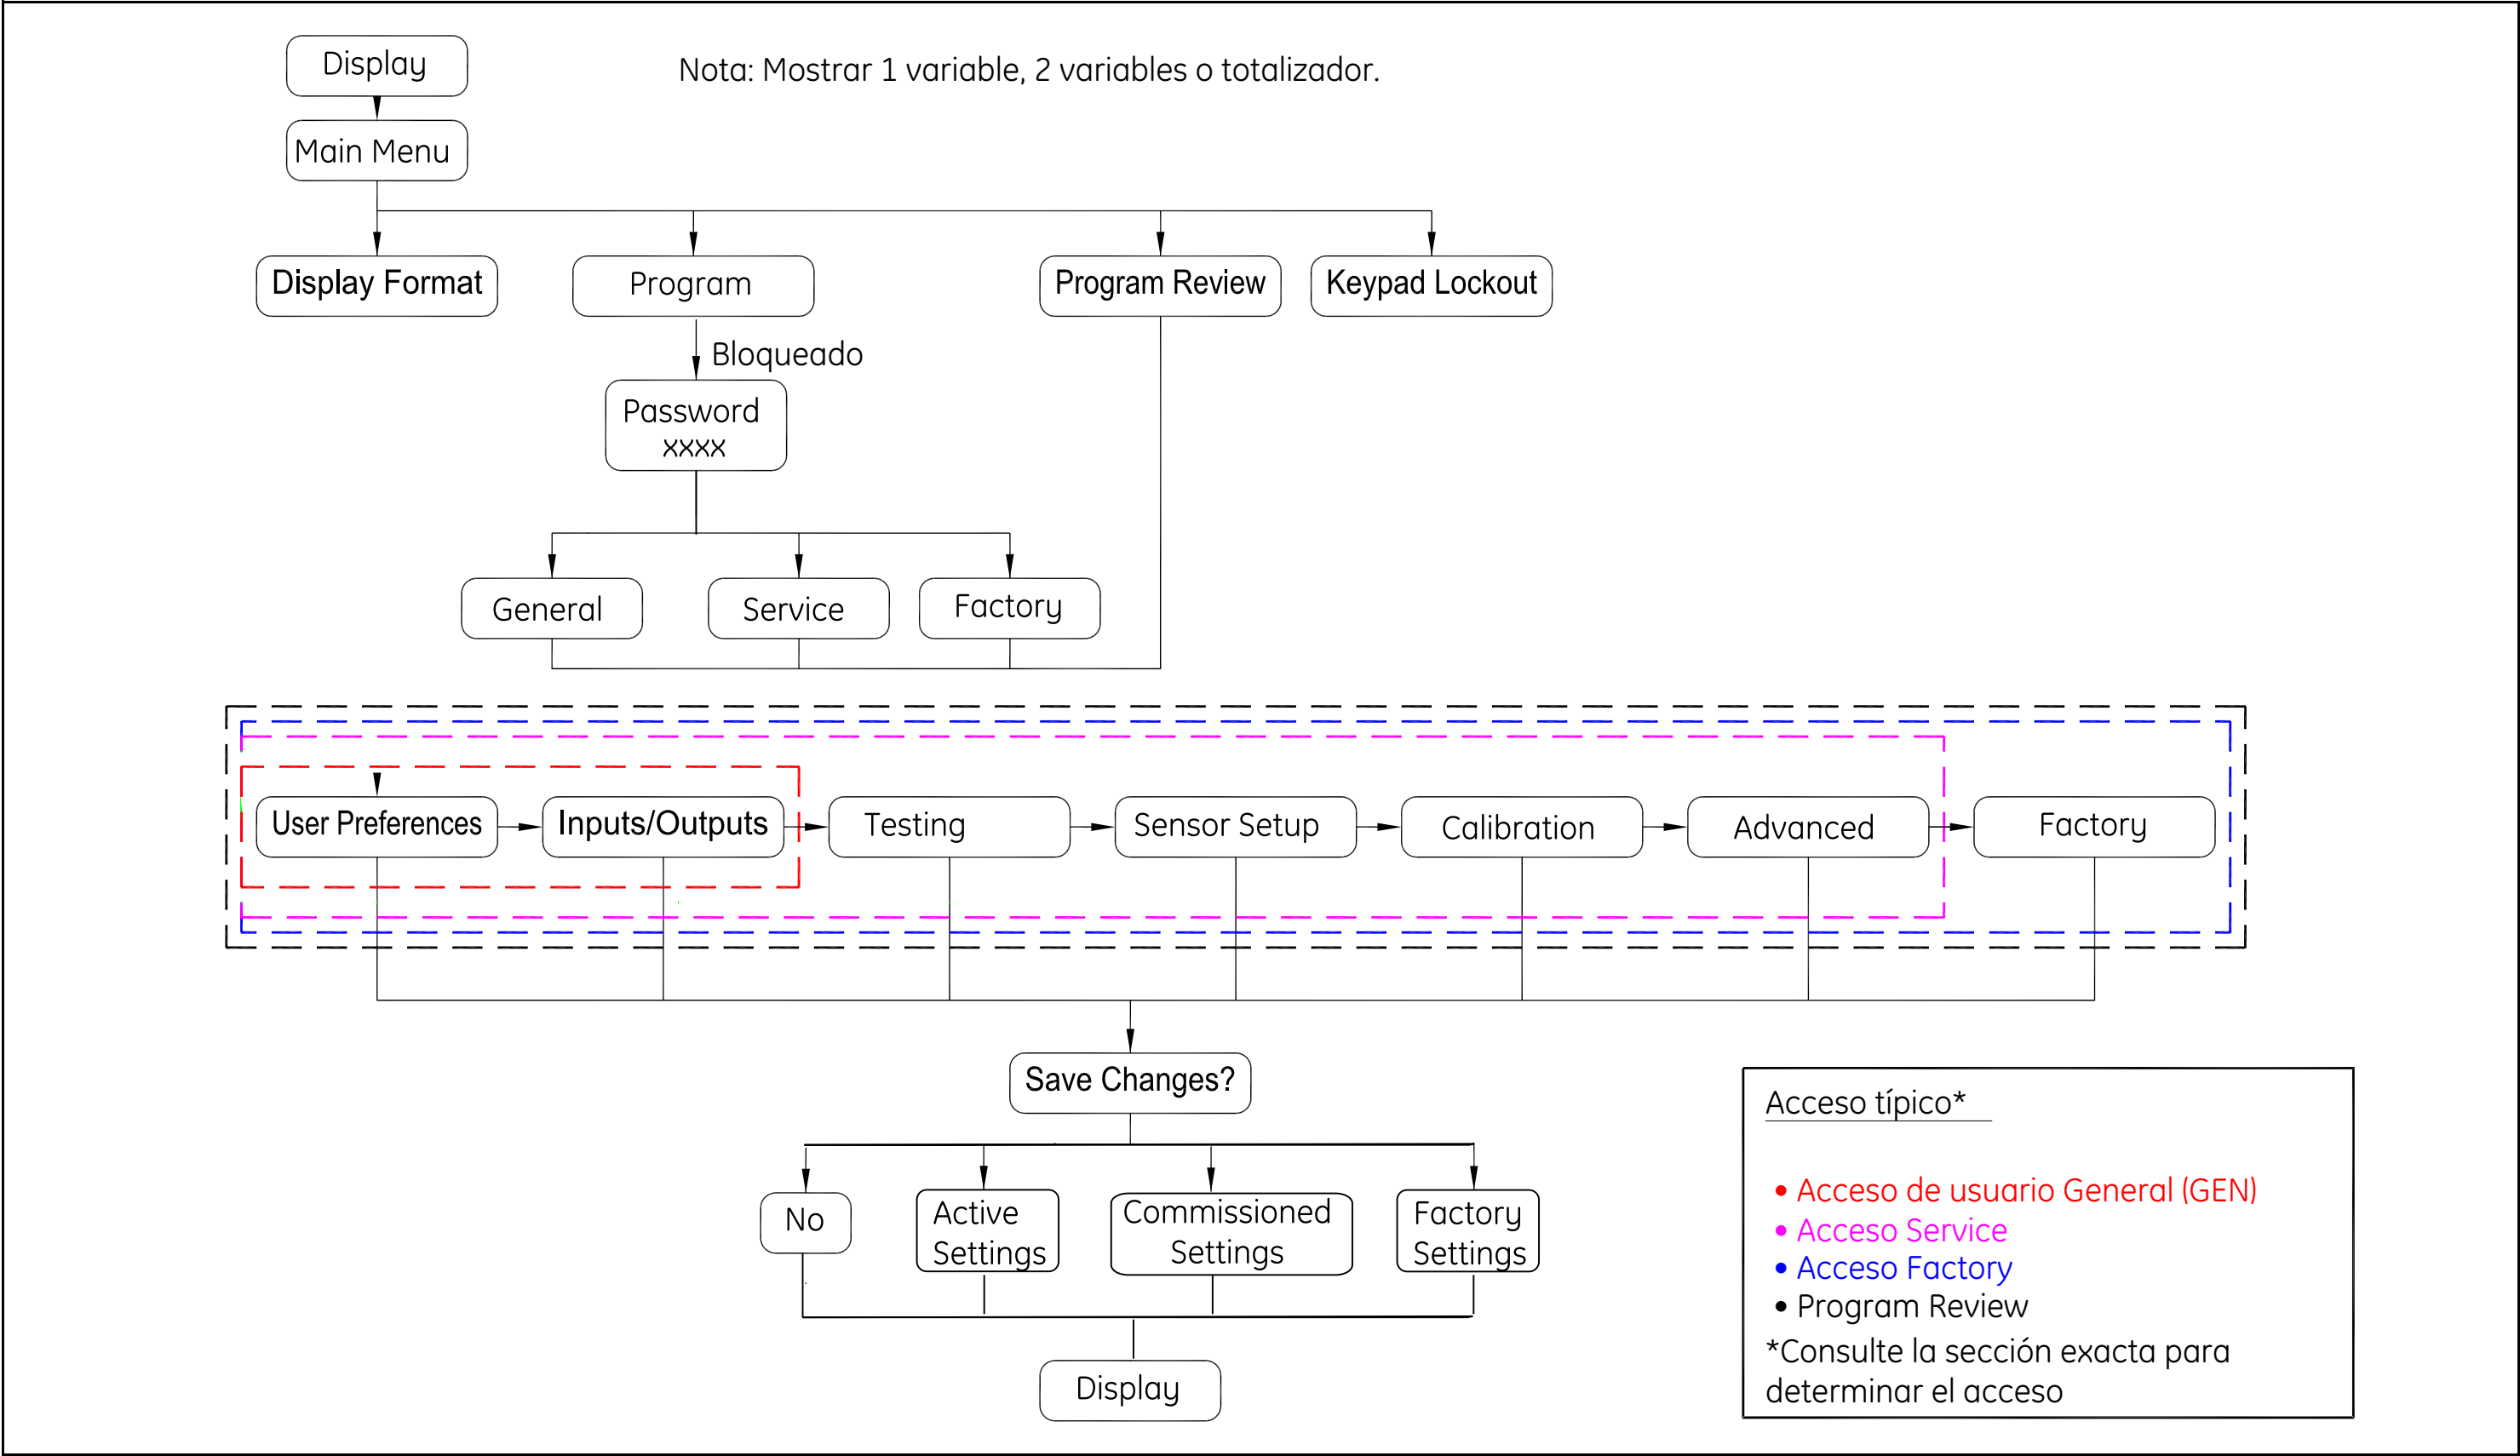 Display
Nota: Mostrar 1 variable, 2 variables o totalizador.
Main Menu
Display Format
Program
Program Review
Keypad Lockout
Bloqueado
Password
xxxx
General
Service
Factory
User Preferences
Inputs/Outputs
Testing
Sensor Setup
Calibration
Advanced
Factory
Save Changes?
No
Active
Settings
Commissioned
Settings
Factory
Settings
Display
Acceso típico*
• Acceso de usuario General (GEN)
• Acceso Service
• Acceso Factory
• Program Review
*Consulte la sección exacta para
determinar el acceso